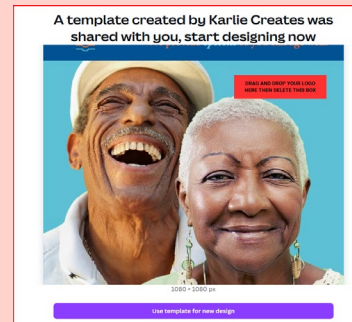 A template created by Karlie Creates was
shared with you, start designing now
DRAG AND DROP YOUR LOGO
HERE THEN DELETE THIS BOX
1080 × 1080 px
Use template for new design